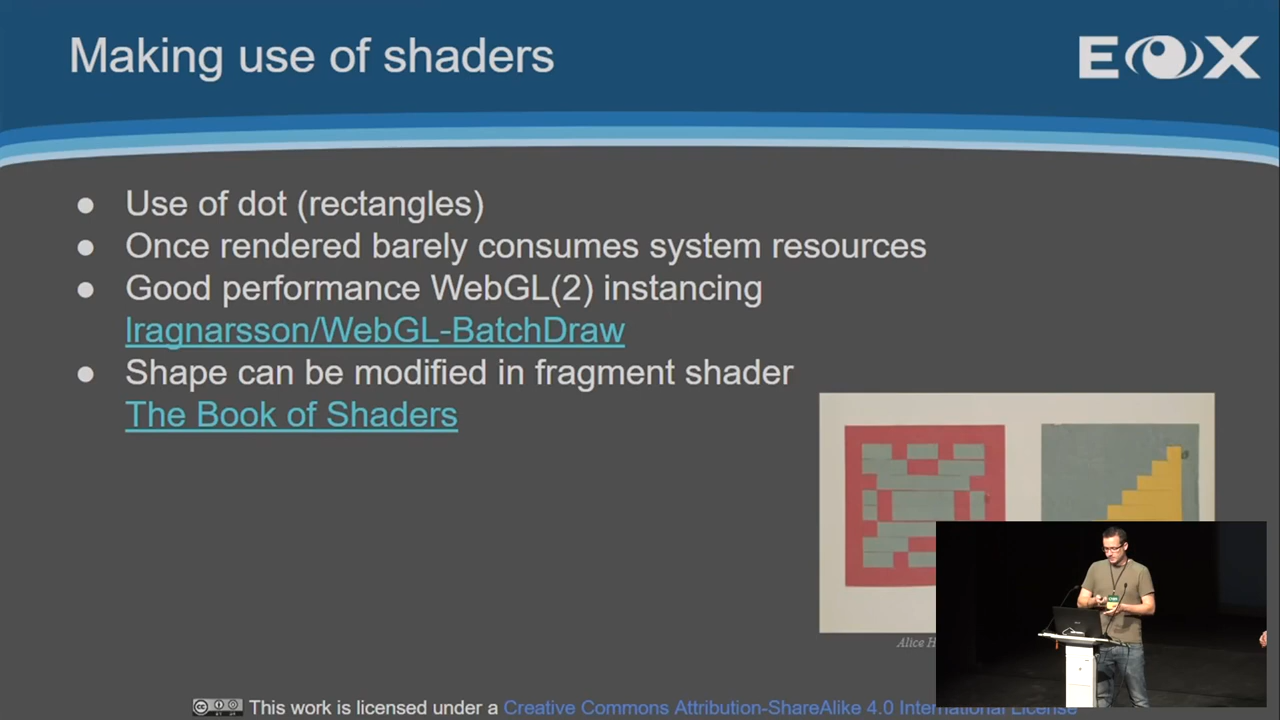 Making use of shaders
EOX
● Use of dot (rectangles)
● Once rendered barely consumes system resources
● Good performance WebGL(2) instancing
lragnarsson/WebGL-BatchDraw
● Shape can be modified in fragment shader
The Book of Shaders
Alice
This work is licensed under a Creative Commons Attribution-ShareAlike 4.0 International License